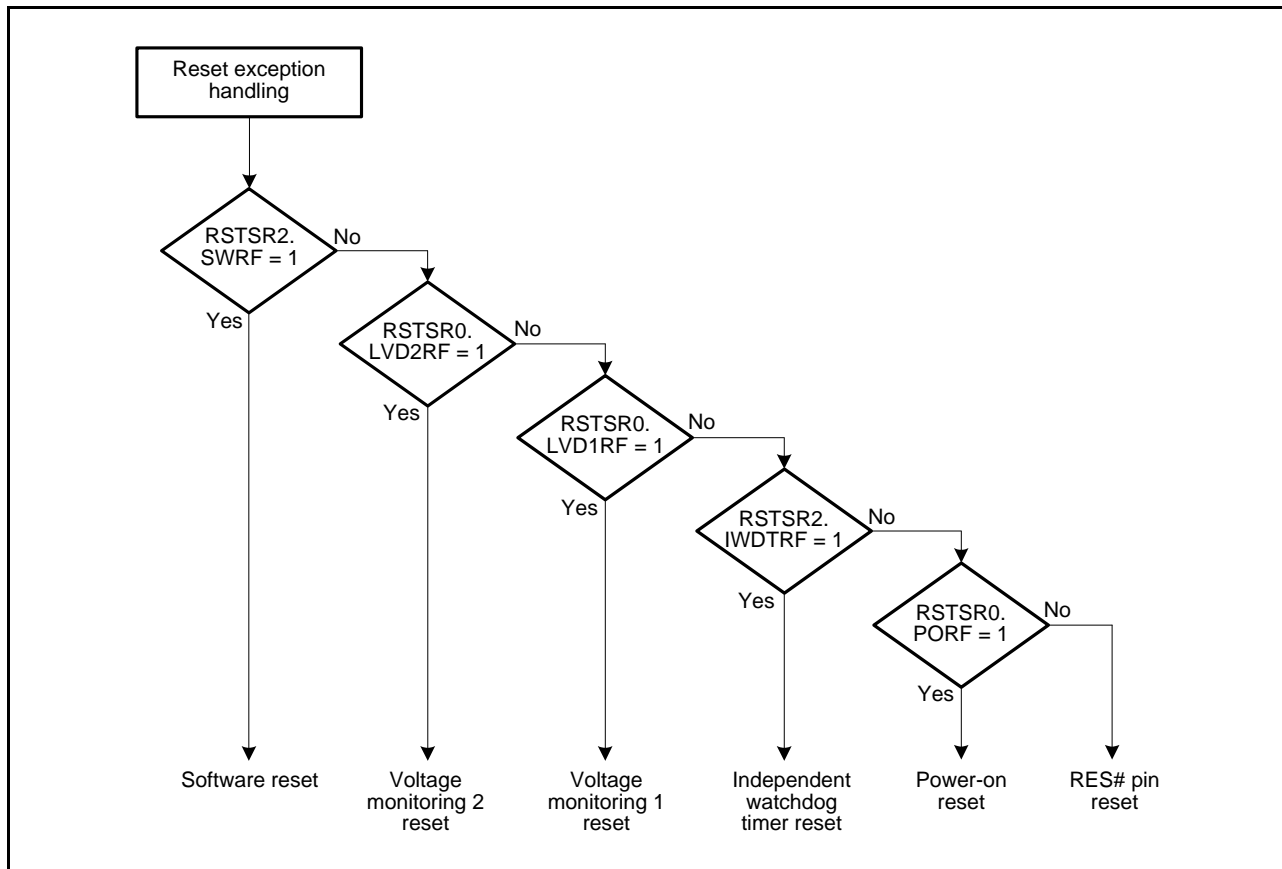 Reset exception
handling
RSTSR2.
SWRF = 1
No
Yes
RSTSR0.
LVD2RF = 1
No
Yes
RSTSR0.
LVD1RF = 1
No
Yes
RSTSR2.
IWDTRF = 1
No
Yes
RSTSR0.
PORF = 1
No
Yes
Software reset
Voltage
monitoring 2
reset
Voltage
monitoring 1
reset
Independent
watchdog
timer reset
Power-on
reset
RES# pin
reset